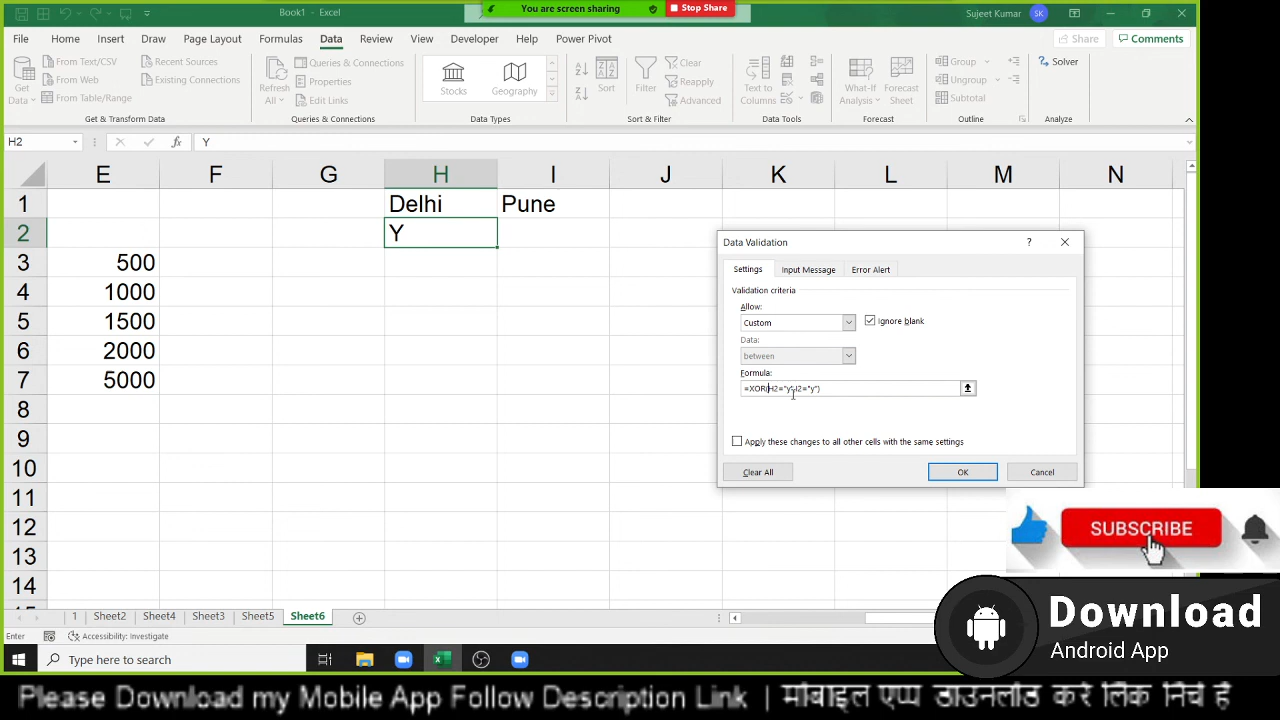 Book1 - Excel
You are screen sharing
Stop Share
Sujeet Kumar
SK
File Home Insert Draw Page Layout Formulas Data Review View Developer Help Power Pivot
Share
Comments
Get Data
From Text/CSV
From Web
From Table/Range
Recent Sources
Existing Connections
Get & Transform Data
Refresh All
Queries & Connections
Properties
Edit Links
Queries & Connections
Stocks
Geography
Data Types
Sort
Filter
Clear
Reapply
Advanced
Sort & Filter
Text to Columns
Data Tools
What-If Analysis
Forecast Sheet
Forecast
Group
Ungroup
Subtotal
Outline
Solver
Analyze
H2
fx
Y
E F G H I J K L M N
1 Delhi Pune
2 Y
3 500
4 1000
5 1500
6 2000
7 5000
8
9
10
11
12
13
14
Data Validation
?
Settings
Input Message
Error Alert
Validation criteria
Allow:
Custom
Ignore blank
Data:
between
Formula:
=XOR(H2="y",I2="y")
Apply these changes to all other cells with the same settings
Clear All
OK
Cancel
SUBSCRIBE
Download
Android App
1 Sheet2 Sheet4 Sheet3 Sheet5 Sheet6
Enter
Accessibility: Investigate
Type here to search
Please Download my Mobile App Follow Description Link | मोबाइल एप्प डाउनलोड करे लिंक निचे है